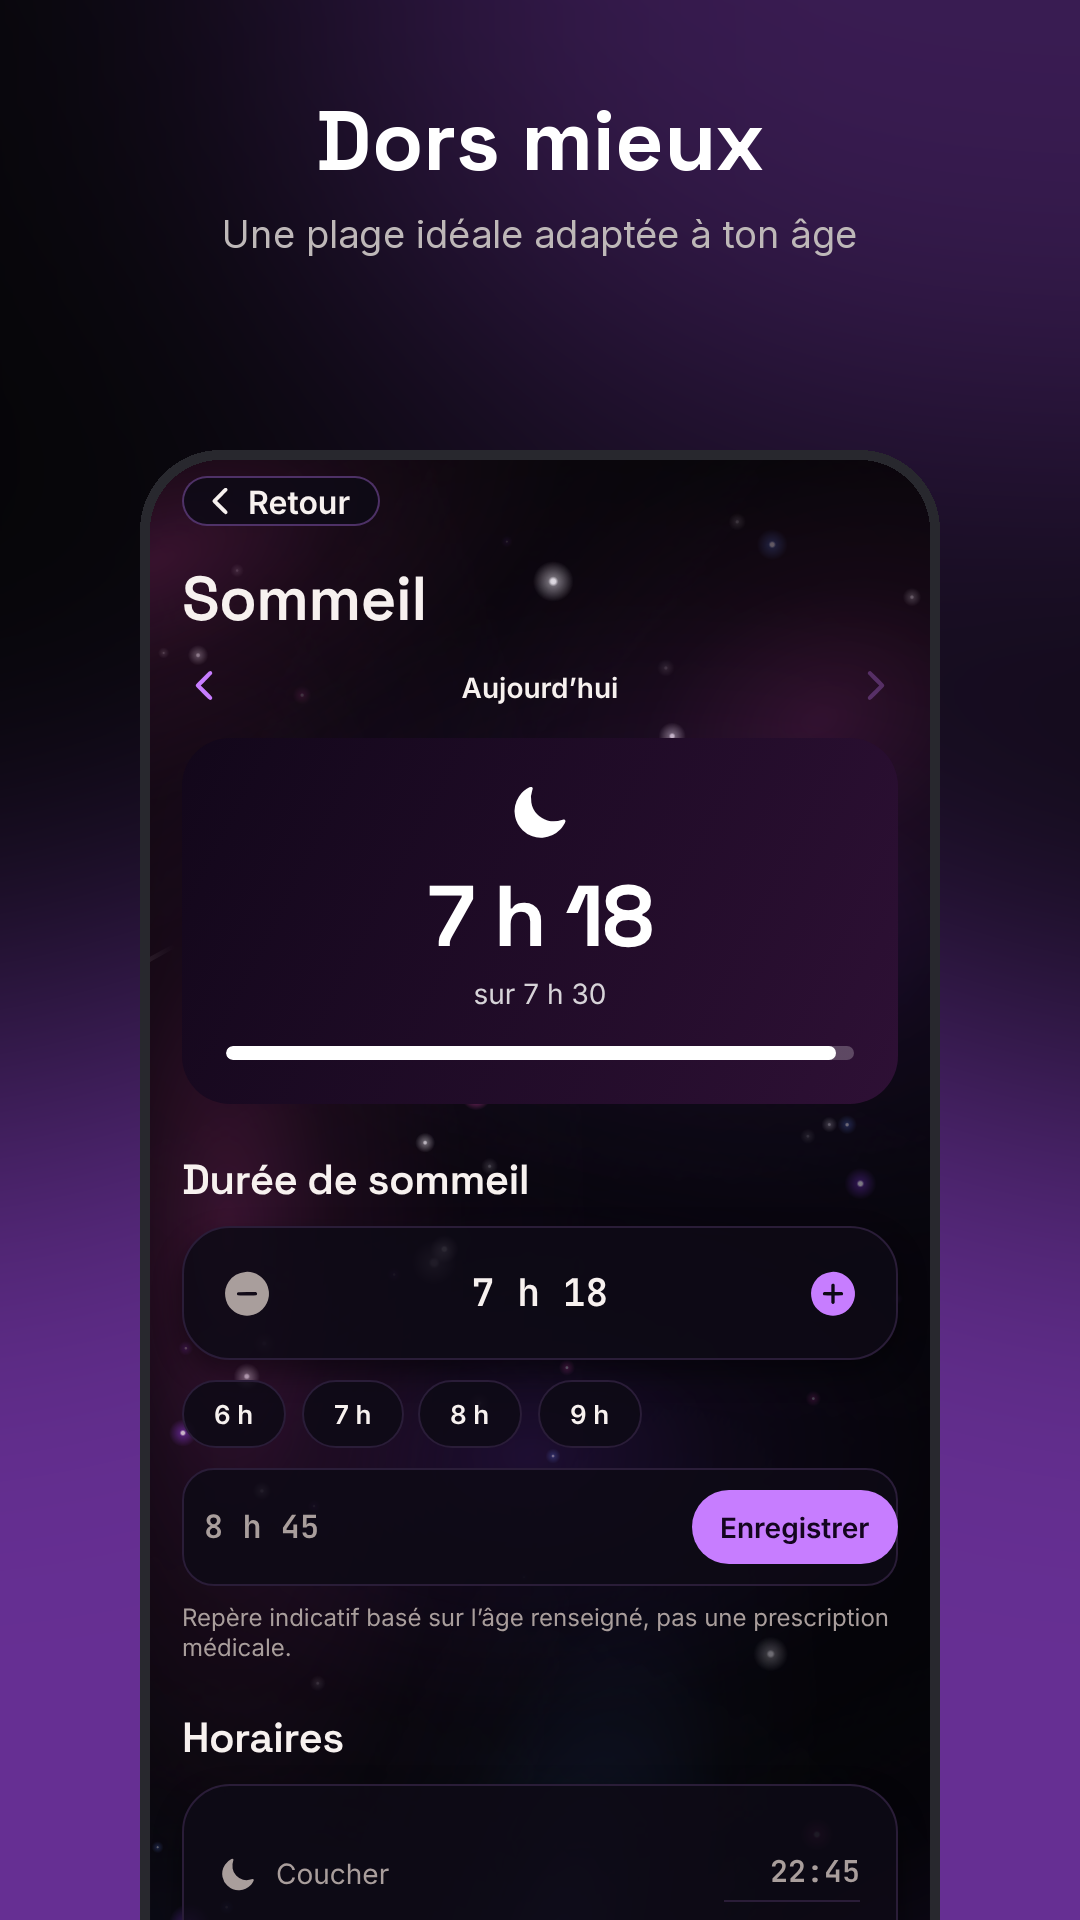 Dors mieux
Une plage idéale adaptée à ton âge
Retour
Sommeil
Aujourd’hui
7 h 18
sur 7 h 30
Durée de sommeil
7 h 18
6 h
7 h
8 h
9 h
8 h 45
Enregistrer
Repère indicatif basé sur l’âge renseigné, pas une prescription
médicale.
Horaires
Coucher
22:45